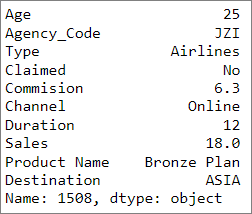 Age 25
Agency_Code JZI
Type Airlines
Claimed No
Commision 6.3
Channel Online
Duration 12
Sales 18.0
Product Name Bronze Plan
Destination ASIA
Name: 1508, dtype: object